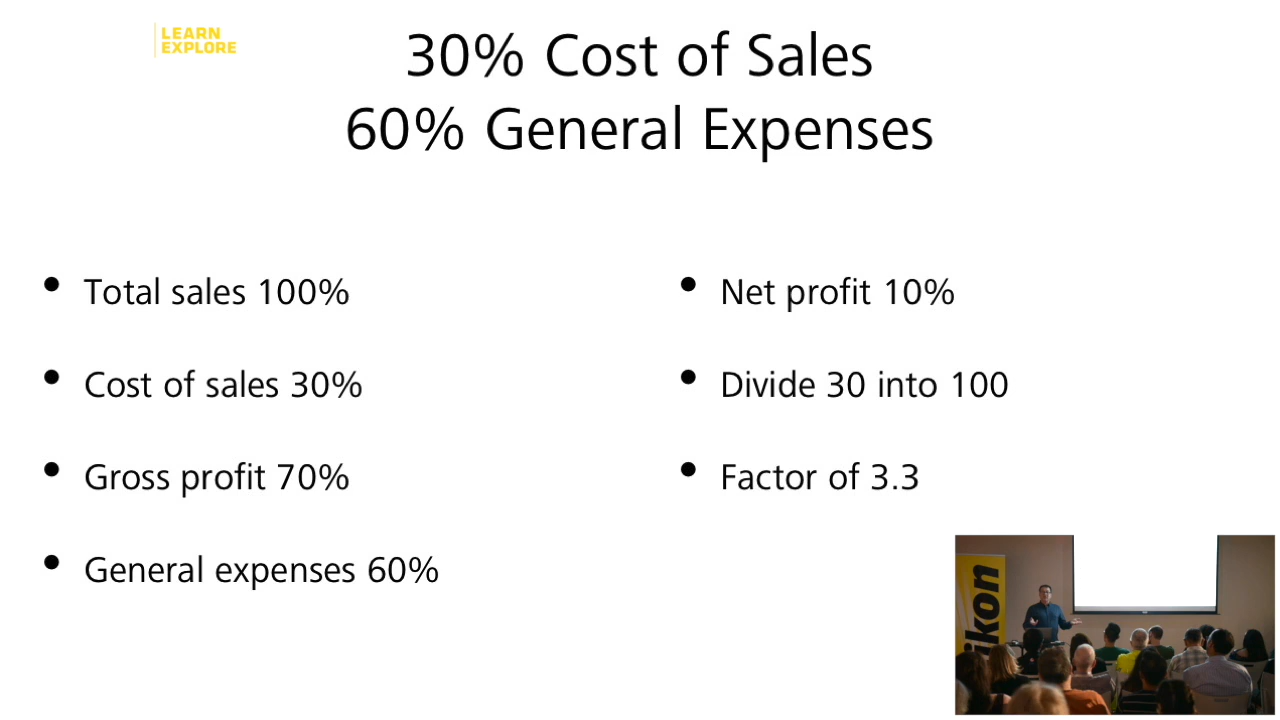 LEARN
EXPLORE
30% Cost of Sales
60% General Expenses
Total sales 100%
Cost of sales 30%
Gross profit 70%
General expenses 60%
Net profit 10%
Divide 30 into 100
Factor of 3.3
ikon